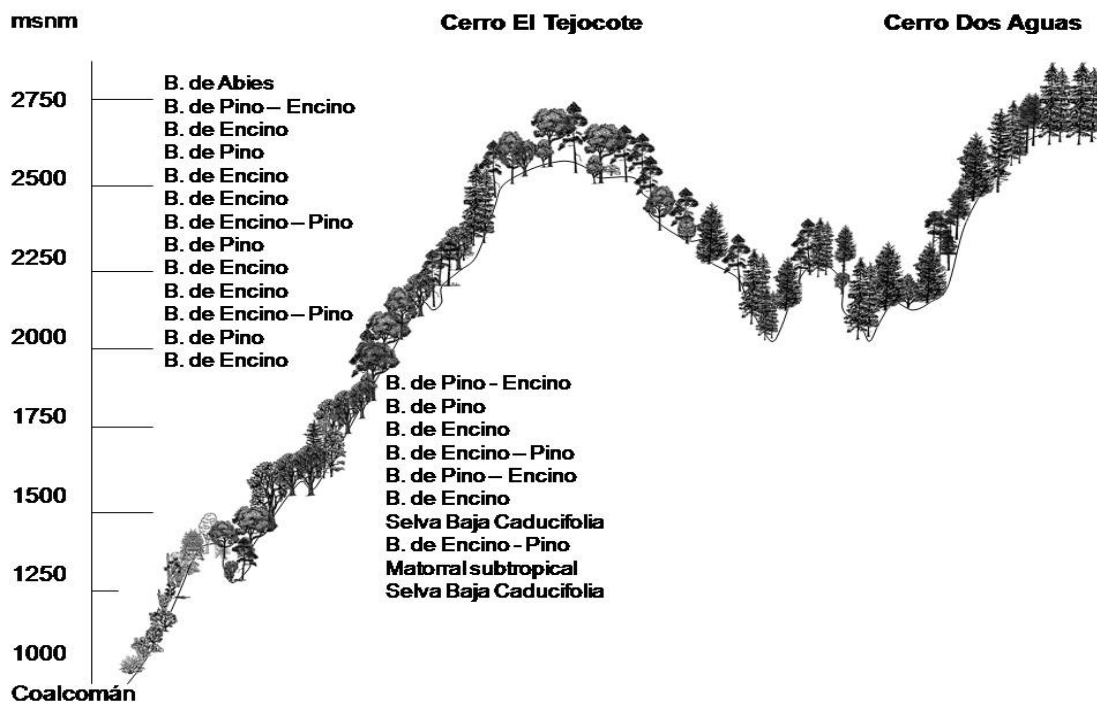 msnm
Cerro El Tejocote
Cerro Dos Aguas
B. de Abies
2750
B. de Pino – Encino
B. de Encino
B. de Pino
2500
B. de Encino
B. de Encino
B. de Encino – Pino
B. de Pino
2250
B. de Encino
B. de Encino
B. de Encino – Pino
2000
B. de Pino
B. de Encino
B. de Pino - Encino
B. de Pino
1750
B. de Encino
B. de Encino – Pino
B. de Pino – Encino
1500
B. de Encino
Selva Baja Caducifolia
B. de Encino - Pino
1250
Matorral subtropical
Selva Baja Caducifolia
1000
Coalcomán